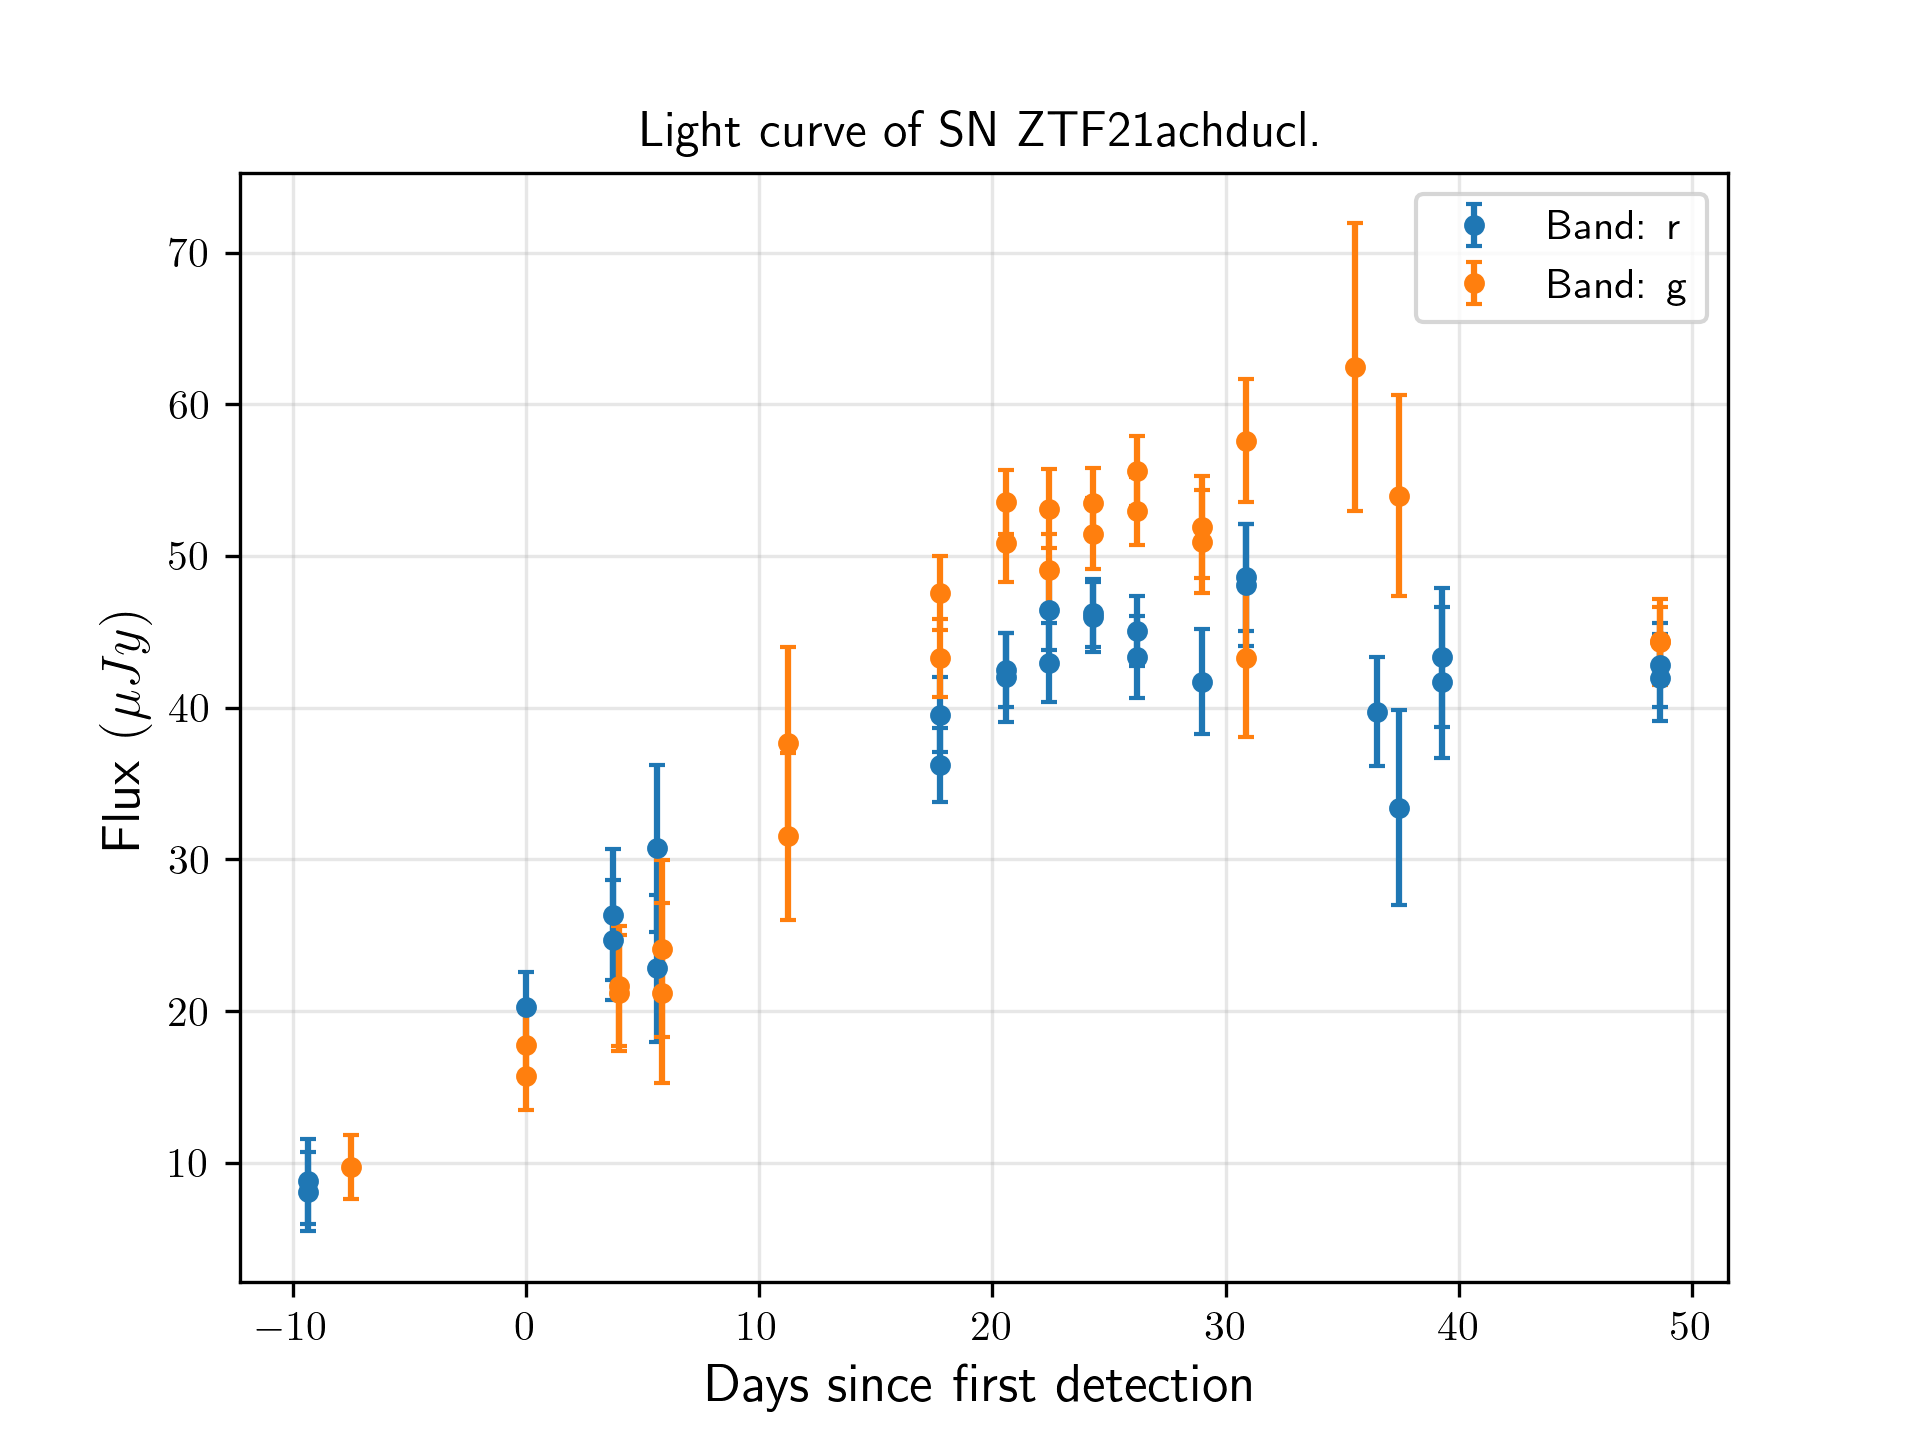 Light curve of SN ZTF21achducl.
Band: r
Band: g
70
60
50
40
30
20
10
Flux (μJy)
−10 0 10 20 30 40 50
Days since first detection